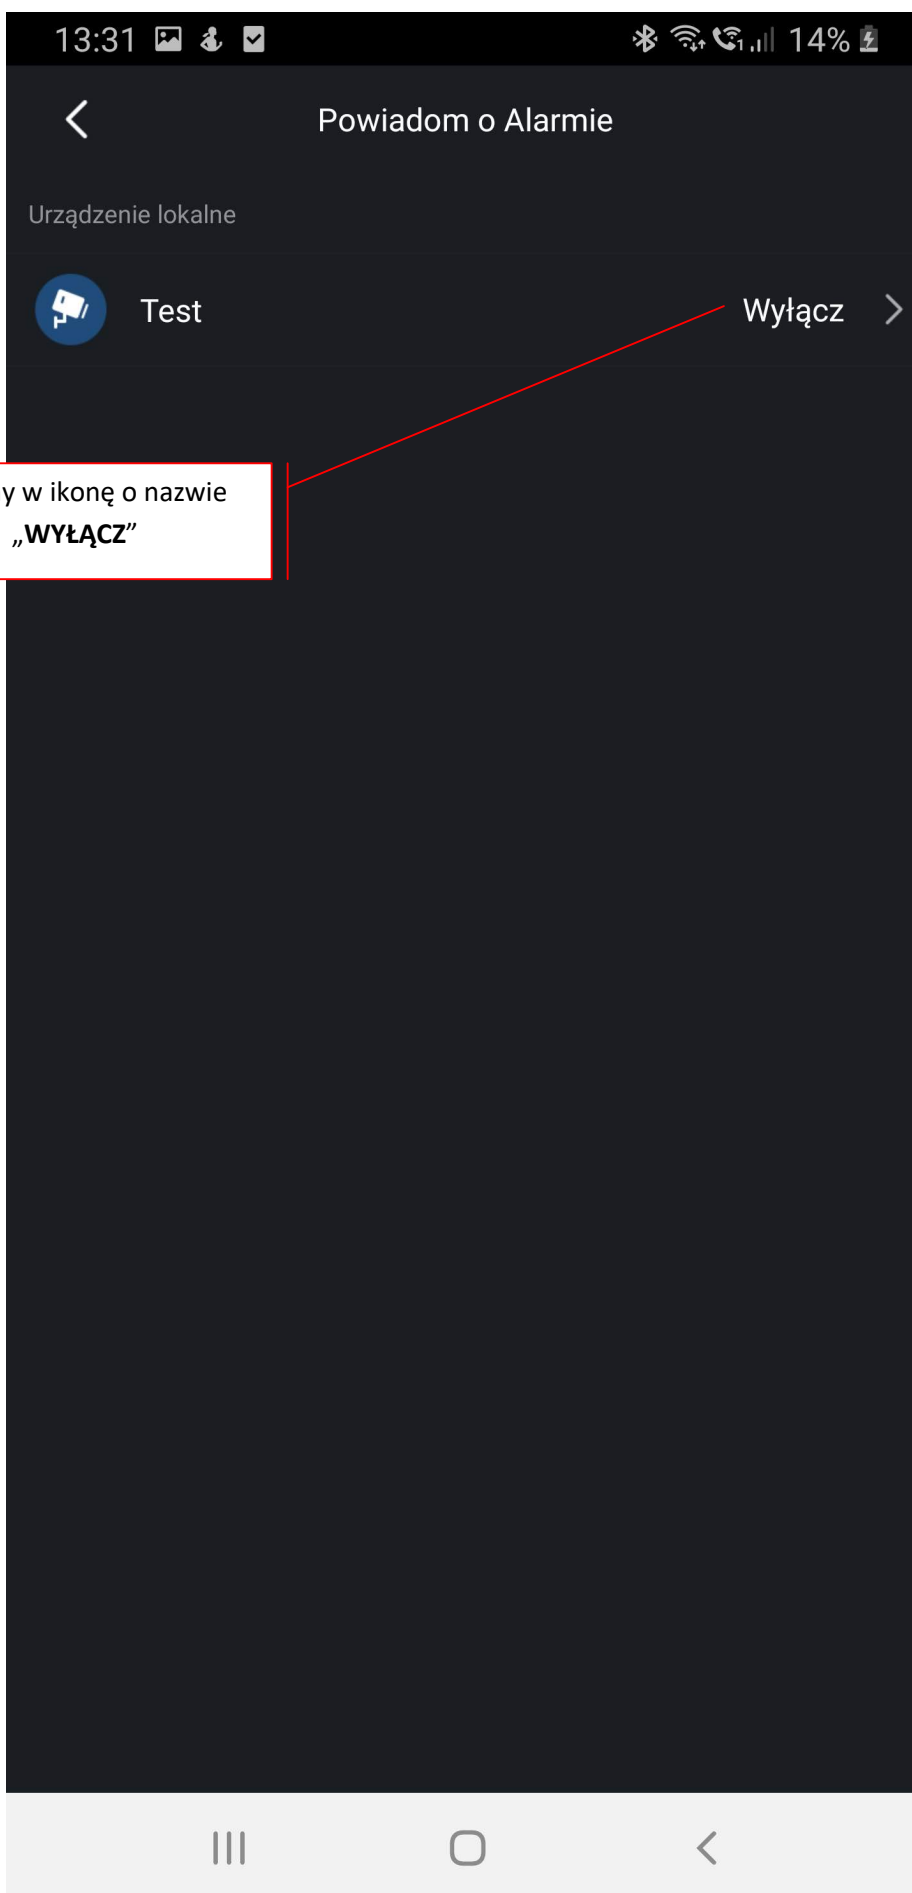 13:31
14%
Powiadom o Alarmie
Urządzenie lokalne
Test
Wyłącz
y w ikonę o nazwie
„WYŁĄCZ”